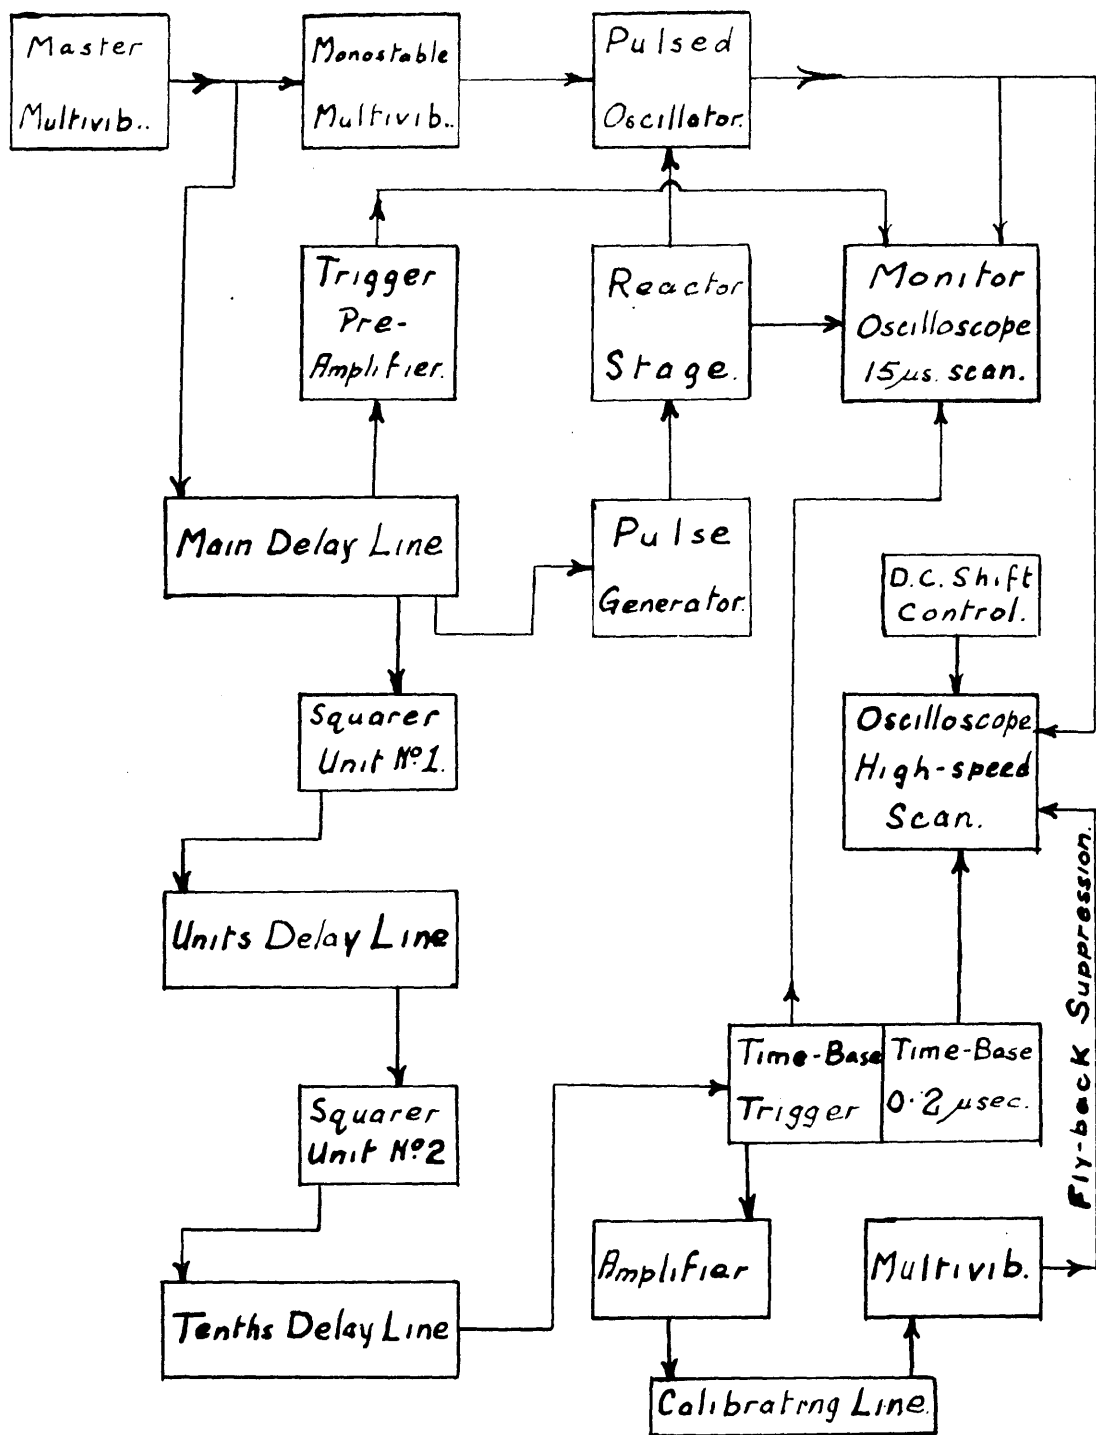 Master
Multivib..
Monostable
Multivib..
Pulsed
Oscillator.
Trigger
Pre-
Amplifier.
Reactor
Stage.
Monitor
Oscilloscope
15µs. scan.
Main Delay Line
Pulse
Generator.
D.C. Shift
Control.
Squarer
Unit Nº1.
Oscilloscope
High-speed
Scan.
Units Delay Line
Fly-back Suppression.
Time-Base
Trigger
Time-Base
0.2 µsec.
Squarer
Unit Nº2
Amplifier
Multivib.
Tenths Delay Line
Calibratrng Line.